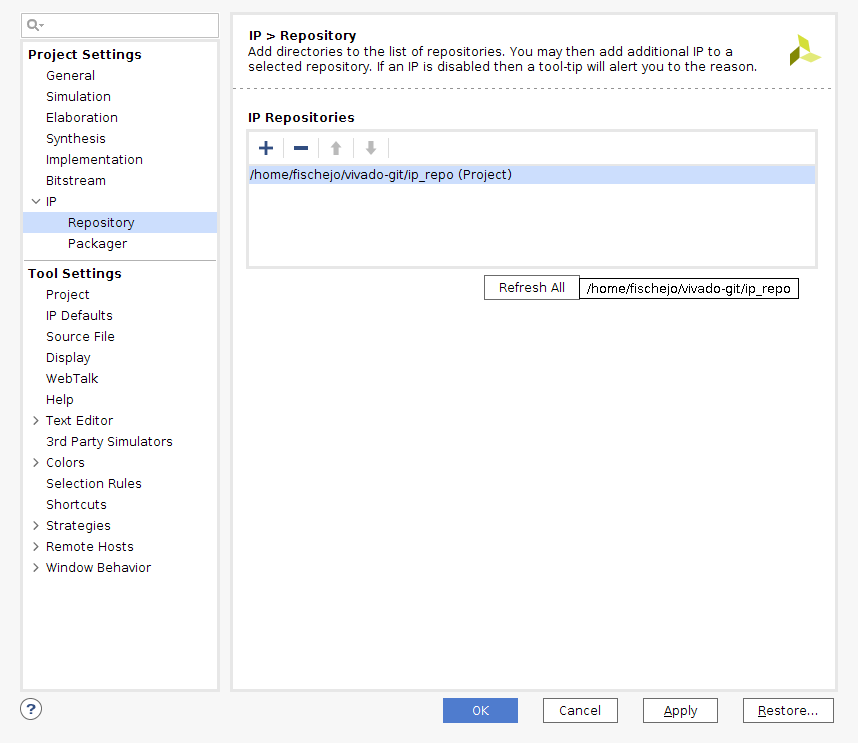 Project Settings
General
Simulation
Elaboration
Synthesis
Implementation
Bitstream
IP
Repository
Packager
Tool Settings
Project
IP Defaults
Source File
Display
WebTalk
Help
Text Editor
3rd Party Simulators
Colors
Selection Rules
Shortcuts
Strategies
Remote Hosts
Window Behavior
IP > Repository
Add directories to the list of repositories. You may then add additional IP to a
selected repository. If an IP is disabled then a tool-tip will alert you to the reason.
IP Repositories
/home/fischejo/vivado-git/ip_repo (Project)
Refresh All
/home/fischejo/vivado-git/ip_repo
?
OK
Cancel
Apply
Restore...